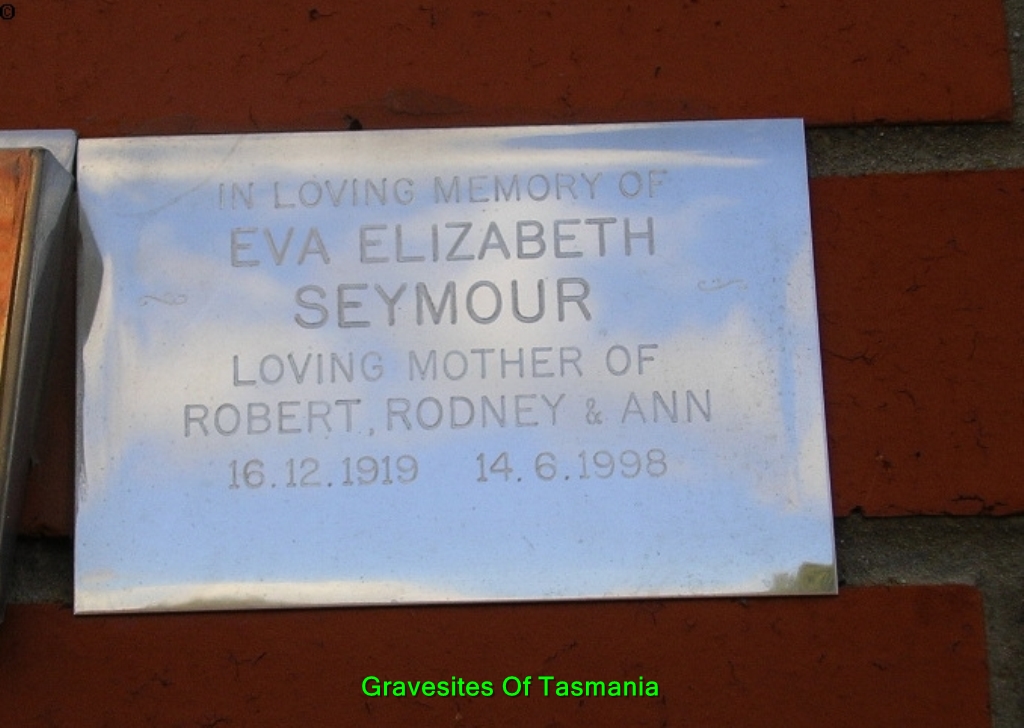 ©
IN LOVING MEMORY OF
EVA ELIZABETH
SEYMOUR
LOVING MOTHER OF
ROBERT, RODNEY & ANN
16.12.1919 14.6.1998
Gravesites Of Tasmania